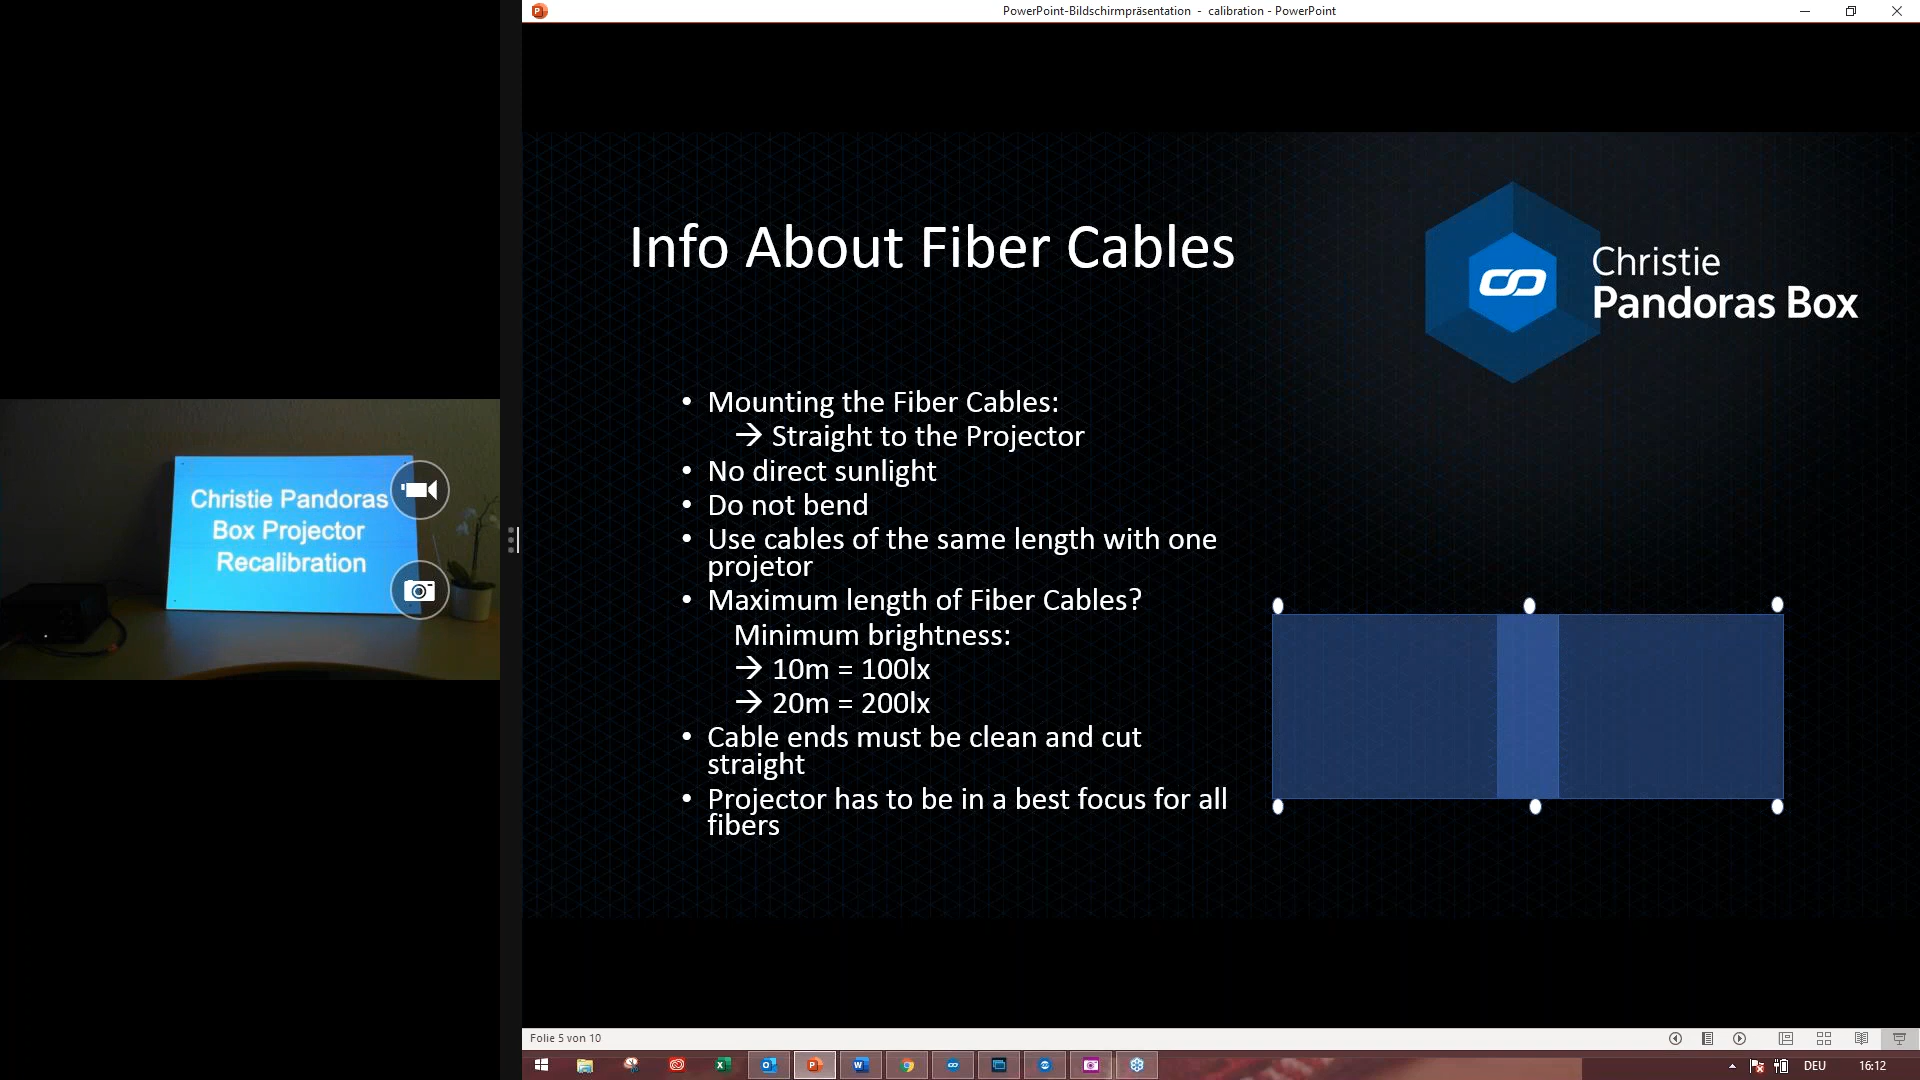 PowerPoint-Bildschirmpräsentation - calibration - PowerPoint
Christie Pandoras
Box Projector
Recalibration
Info About Fiber Cables
Christie
Pandoras Box
• Mounting the Fiber Cables:
→ Straight to the Projector
• No direct sunlight
• Do not bend
• Use cables of the same length with one
projetor
• Maximum length of Fiber Cables?
Minimum brightness:
→ 10m = 100lx
→ 20m = 200lx
• Cable ends must be clean and cut
straight
• Projector has to be in a best focus for all
fibers
Folie 5 von 10
DEU
16:12